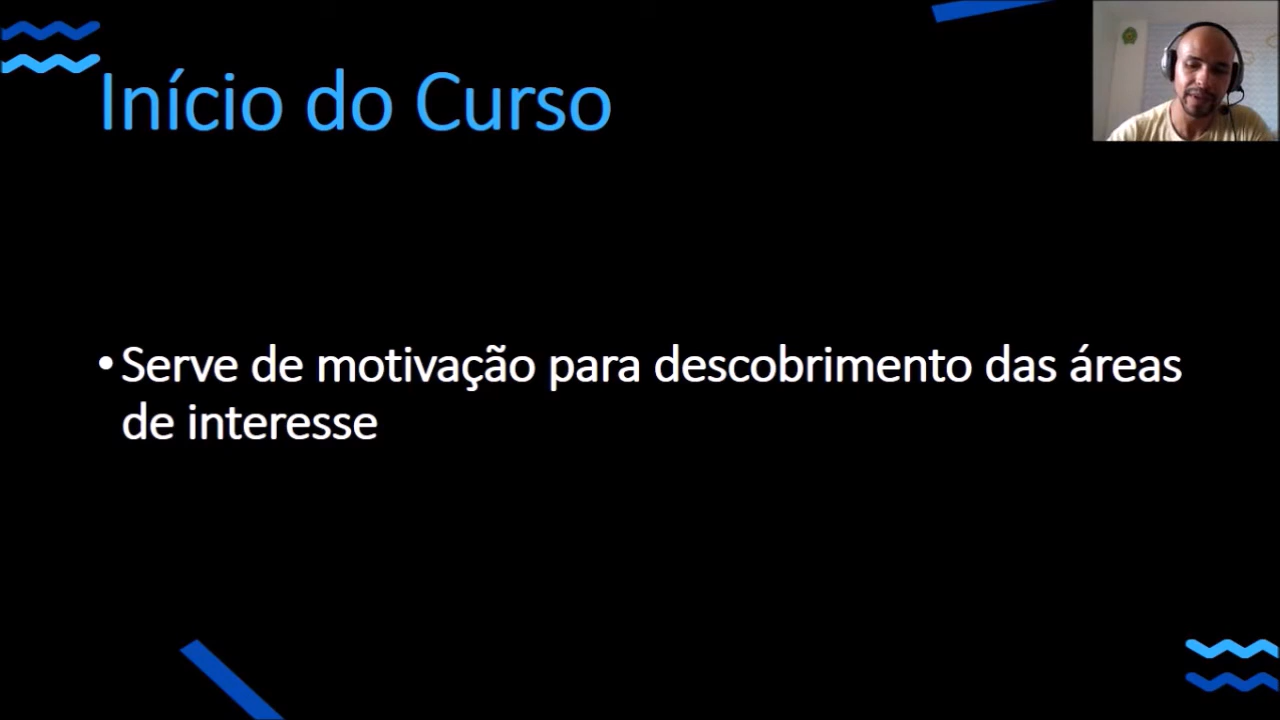 Início do Curso
• Serve de motivação para descobrimento das áreas
de interesse